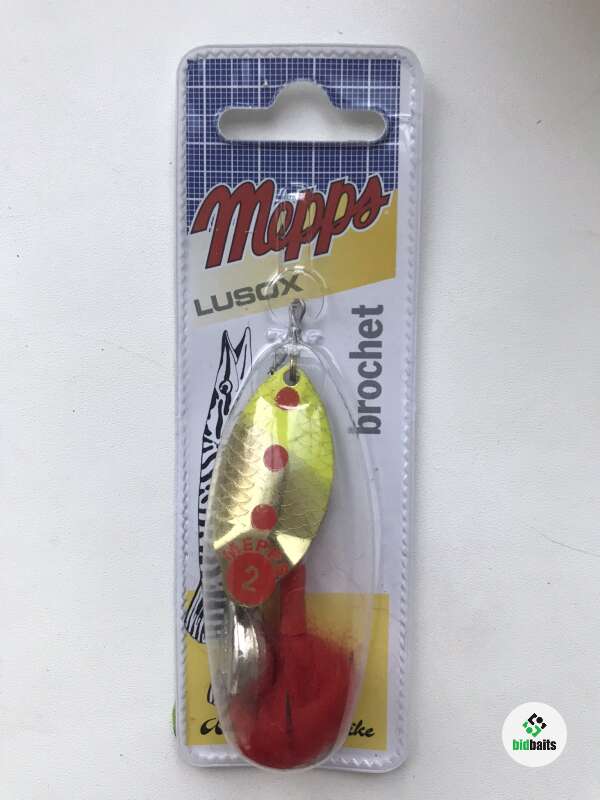 Mepps
LUSOX
brochet
MEPPS
2
ike
bidbaits